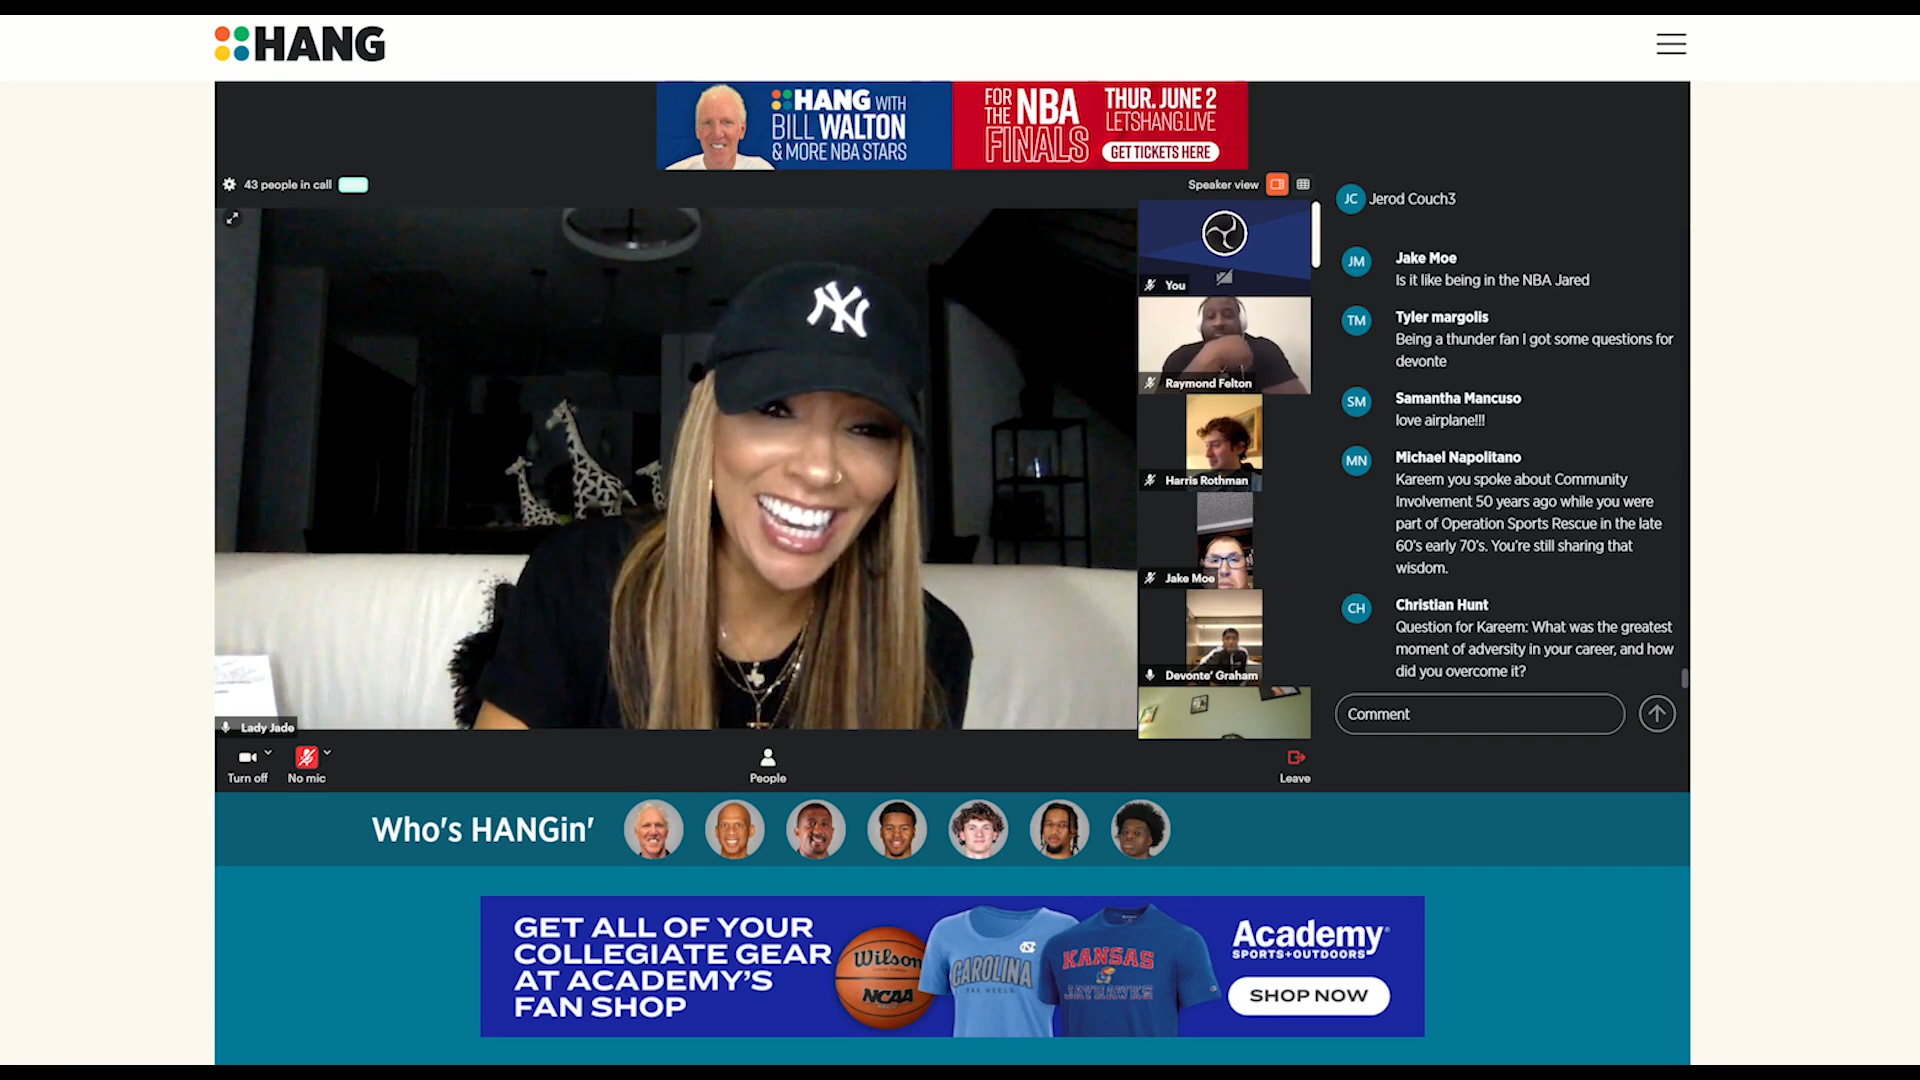 HANG
HANG WITH
BILL WALTON
& MORE NBA STARS
FOR THE NBA FINALS
THUR. JUNE 2
LETSHANG.LIVE
GET TICKETS HERE
43 people in call
Speaker view
You
Raymond Felton
Harris Rothman
Jake Moe
Devonte' Graham
Lady Jade
NY
Turn off
No mic
People
Leave
JC Jerod Couch3
JM Jake Moe
Is it like being in the NBA Jared
TM Tyler margolis
Being a thunder fan I got some questions for
devonte
SM Samantha Mancuso
love airplane!!!
MN Michael Napolitano
Kareem you spoke about Community
Involvement 50 years ago while you were
part of Operation Sports Rescue in the late
60's early 70's. You're still sharing that
wisdom.
CH Christian Hunt
Question for Kareem: What was the greatest
moment of adversity in your career, and how
did you overcome it?
Comment
Who's HANGin'
GET ALL OF YOUR
COLLEGIATE GEAR
AT ACADEMY'S
FAN SHOP
Wilson
NCAA
NC
CAROLINA
TAR HEELS
KANSAS
JAYHAWKS
Academy
SPORTS+OUTDOORS
SHOP NOW